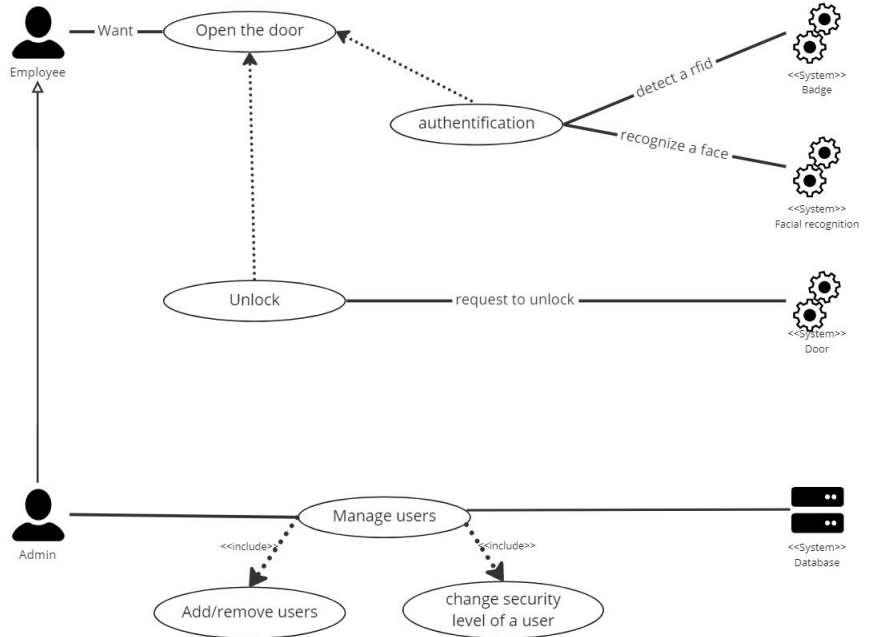 Want
Open the door
Employee
detect a rfid
<<System>>
Badge
authentification
recognize a face
<<System>>
Facial recognition
Unlock
request to unlock
<<System>>
Door
Manage users
Admin
<<System>>
Database
<<include>>
<<include>>
Add/remove users
change security
level of a user